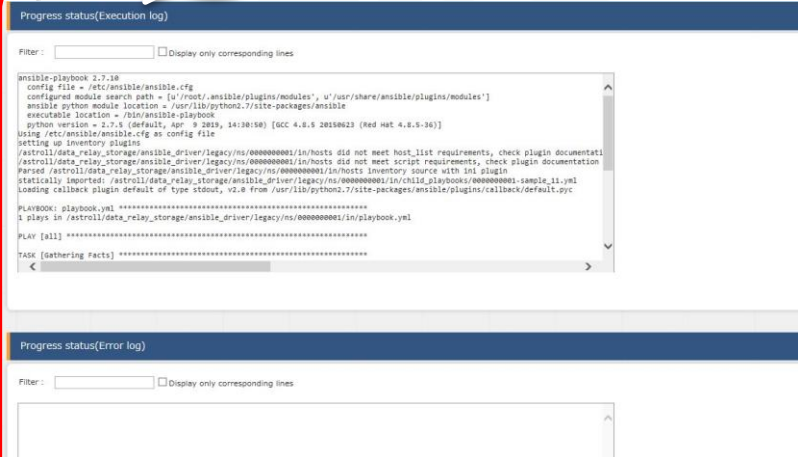 Progress status(Execution log)
Filter :
Display only corresponding lines
ansible-playbook 2.7.10
config file = /etc/ansible/ansible.cfg
configured module search path = [u'/root/.ansible/plugins/modules', u'/usr/share/ansible/plugins/modules']
ansible python module location = /usr/lib/python2.7/site-packages/ansible
executable location = /bin/ansible-playbook
python version = 2.7.5 (default, Apr 9 2019, 14:30:50) [GCC 4.8.5 20150623 (Red Hat 4.8.5-36)]
Using /etc/ansible/ansible.cfg as config file
setting up inventory plugins
/astroll/data_relay_storage/ansible_driver/legacy/ns/0000000001/in/hosts did not meet host_list requirements, check plugin documentati
/astroll/data_relay_storage/ansible_driver/legacy/ns/0000000001/in/hosts did not meet script requirements, check plugin documentation
Parsed /astroll/data_relay_storage/ansible_driver/legacy/ns/0000000001/in/hosts inventory source with ini plugin
statically imported: /astroll/data_relay_storage/ansible_driver/legacy/ns/0000000001/in/child_playbooks/0000000001-sample_11.yml
Loading callback plugin default of type stdout, v2.0 from /usr/lib/python2.7/site-packages/ansible/plugins/callback/default.pyc
PLAYBOOK: playbook.yml **********************************************************
1 plays in /astroll/data_relay_storage/ansible_driver/legacy/ns/0000000001/in/playbook.yml
PLAY [all] **********************************************************************
TASK [Gathering Facts] **********************************************************
Progress status(Error log)
Filter :
Display only corresponding lines